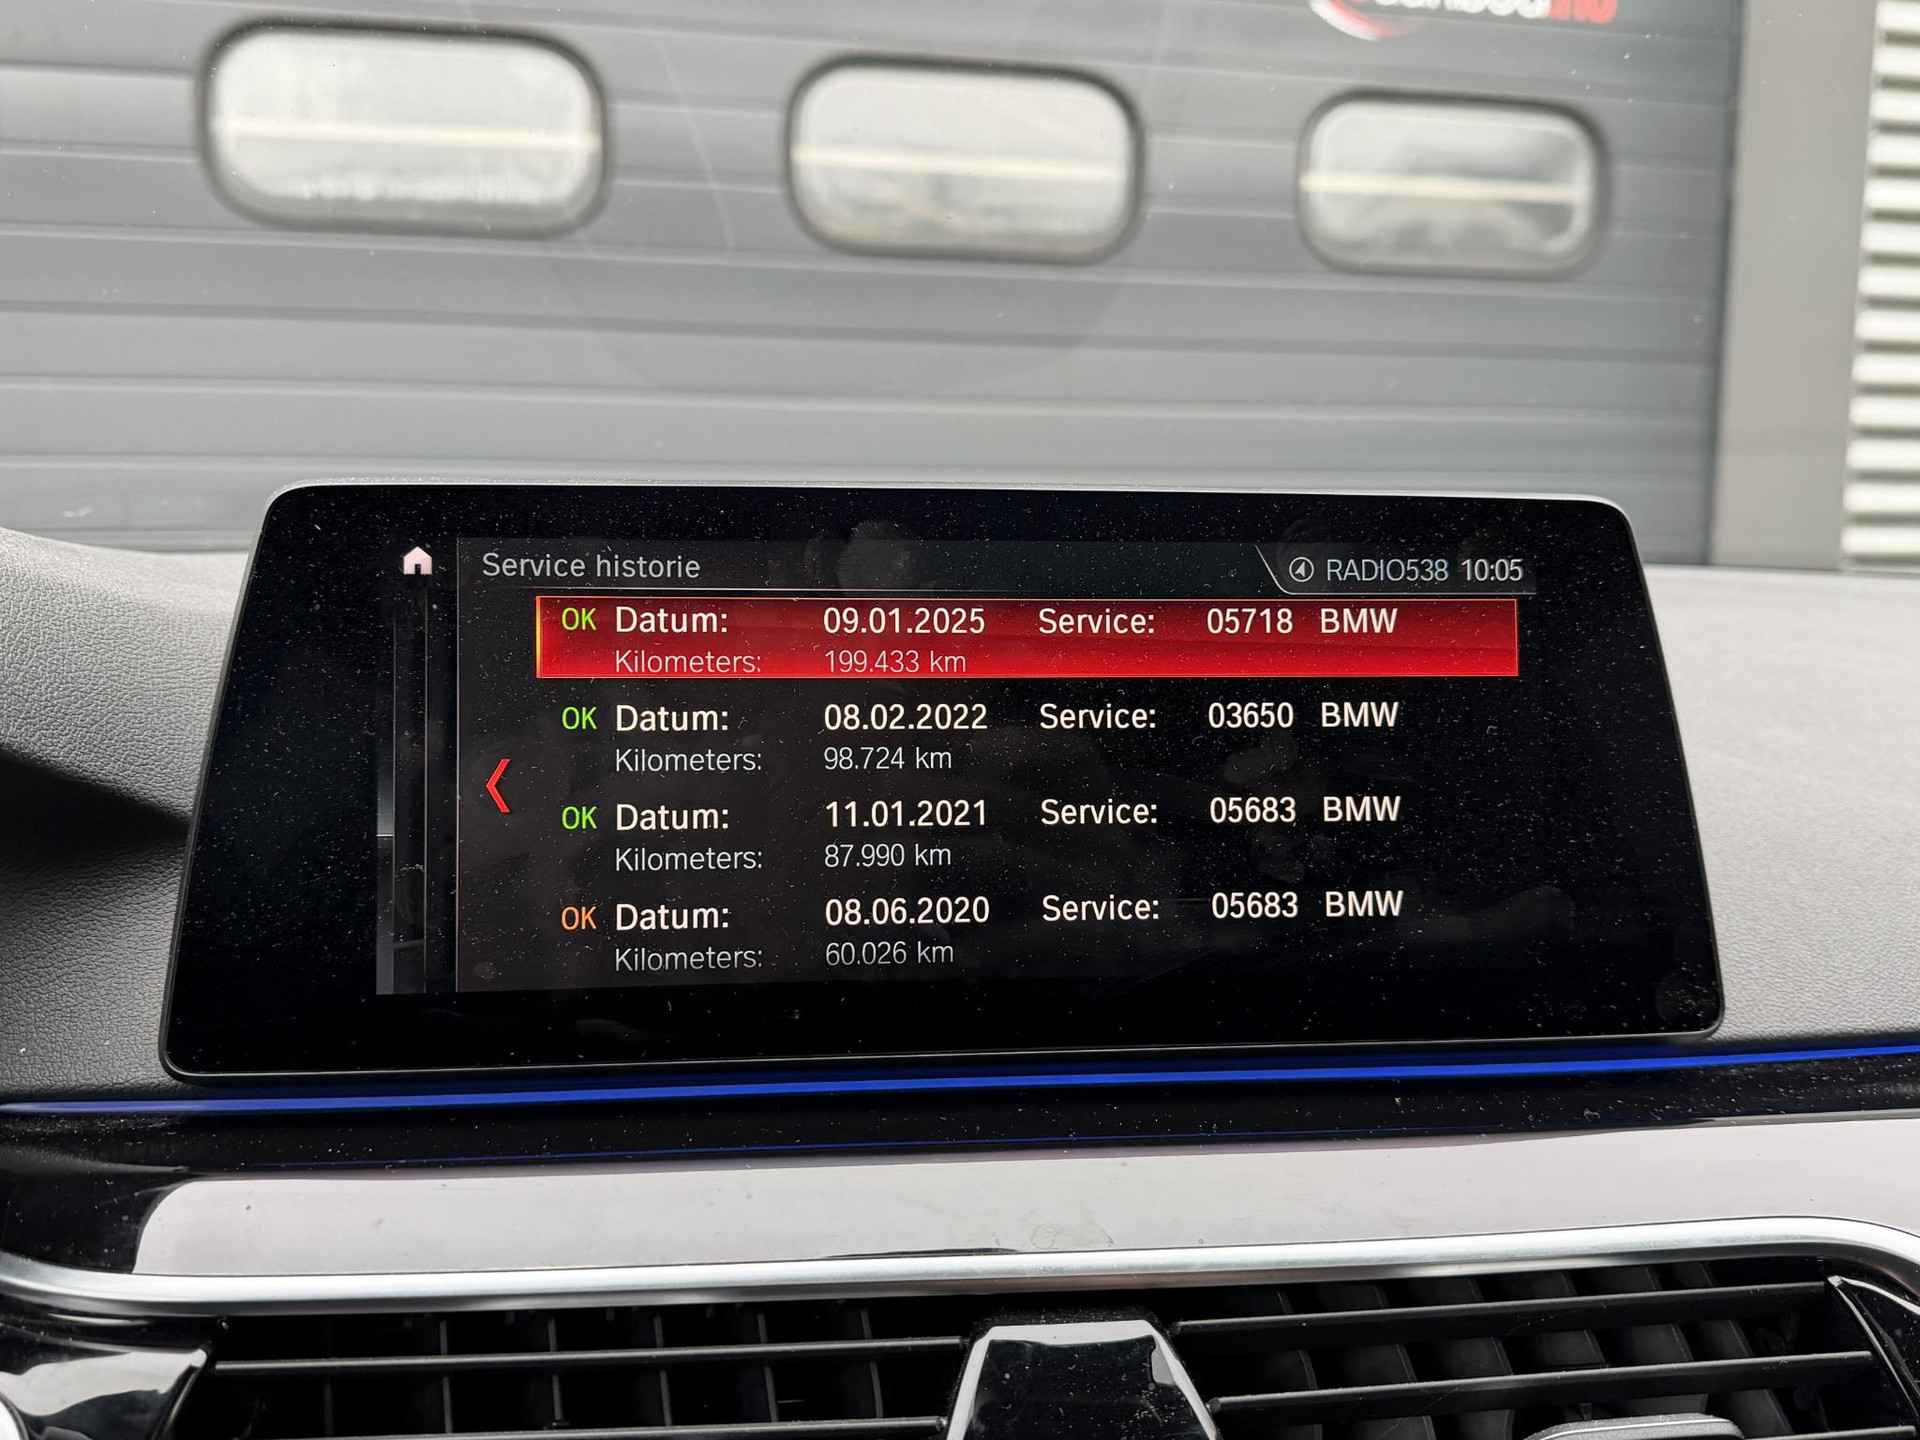 Service historie
RADIO538 10:05
OK Datum: 09.01.2025 Service: 05718 BMW
Kilometers: 199.433 km
OK Datum: 08.02.2022 Service: 03650 BMW
Kilometers: 98.724 km
OK Datum: 11.01.2021 Service: 05683 BMW
Kilometers: 87.990 km
OK Datum: 08.06.2020 Service: 05683 BMW
Kilometers: 60.026 km